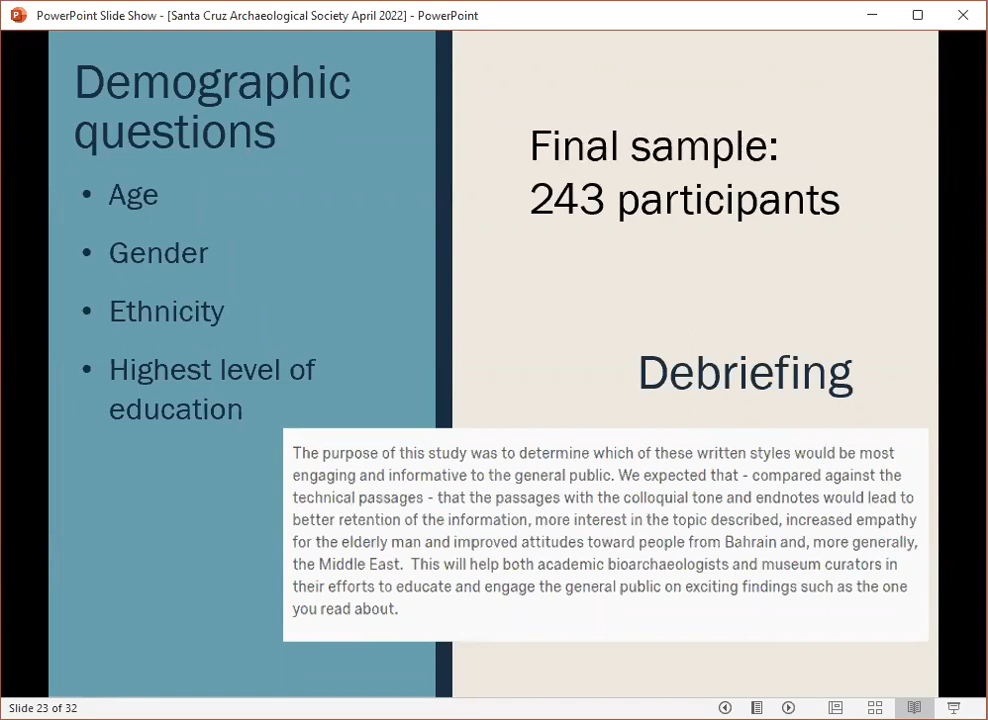 PowerPoint Slide Show - [Santa Cruz Archaeological Society April 2022] - PowerPoint
Demographic
questions
• Age
• Gender
• Ethnicity
• Highest level of
education
Final sample:
243 participants
Debriefing
The purpose of this study was to determine which of these written styles would be most
engaging and informative to the general public. We expected that - compared against the
technical passages - that the passages with the colloquial tone and endnotes would lead to
better retention of the information, more interest in the topic described, increased empathy
for the elderly man and improved attitudes toward people from Bahrain and, more generally,
the Middle East.  This will help both academic bioarchaeologists and museum curators in
their efforts to educate and engage the general public on exciting findings such as the one
you read about.
Slide 23 of 32